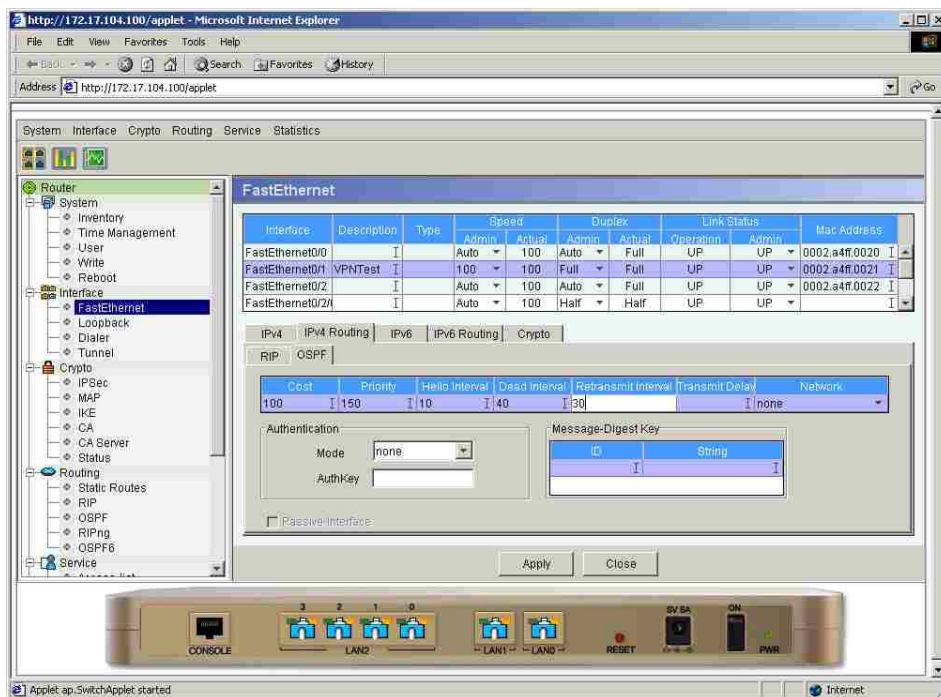 http://172.17.104.100/applet - Microsoft Internet Explorer
File Edit View Favorites Tools Help
Back Search Favorites History
Address http://172.17.104.100/applet Go
System Interface Crypto Routing Service Statistics
Router
System
Inventory
Time Management
User
Write
Reboot
Interface
FastEthernet
Loopback
Dialer
Tunnel
Crypto
IPSec
MAP
IKE
CA
CA Server
Status
Routing
Static Routes
RIP
OSPF
RIPng
OSPF6
Service
FastEthernet
Interface Description Type Speed Duplex Link Status Mac Address
Admin Actual Admin Actual Operation Admin
FastEthernet0/0 Auto 100 Auto Full UP UP 0002.a4ff.0020
FastEthernet0/1 VPNTest 100 100 Full Full UP UP 0002.a4ff.0021
FastEthernet0/2 Auto 100 Auto Full UP UP 0002.a4ff.0022
FastEthernet0/2/ Auto 100 Half Half UP UP
IPv4 IPv4 Routing IPv6 IPv6 Routing Crypto
RIP OSPF
Cost Priority Hello Interval Dead Interval Retransmit Interval Transmit Delay Network
100 150 10 40 30 none
Authentication
Mode none
AuthKey
Message-Digest Key
ID String
Passive-Interface
Apply Close
3 2 1 0
5V 5A ON
CONSOLE LAN2 LAN1 LAN0 RESET PWR
Applet ap.SwitchApplet started Internet